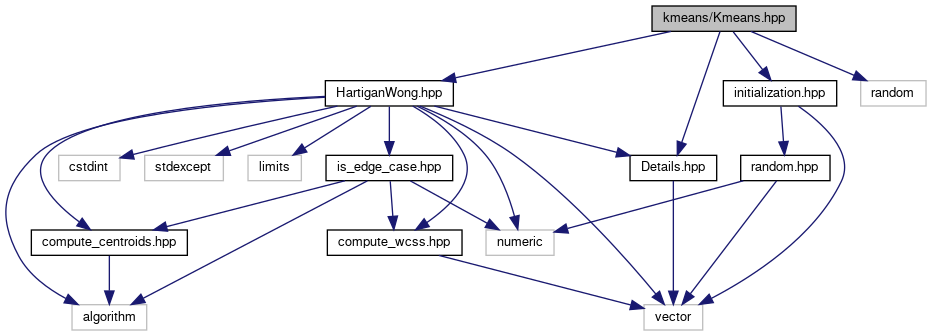 kmeans/Kmeans.hpp
HartiganWong.hpp
initialization.hpp
random
cstdint
stdexcept
limits
is_edge_case.hpp
Details.hpp
random.hpp
compute_centroids.hpp
compute_wcss.hpp
numeric
algorithm
vector